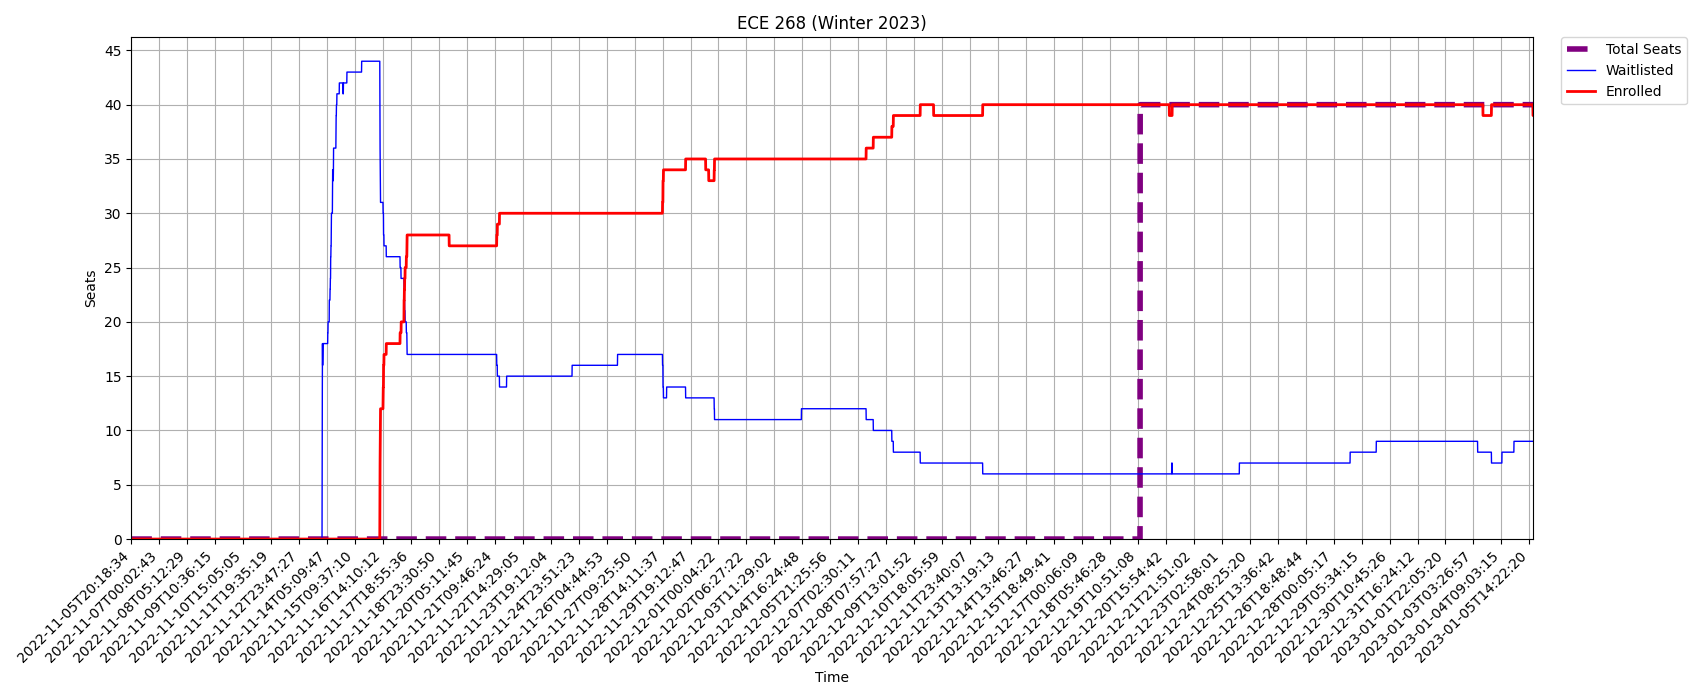 ECE 268 (Winter 2023)
Total Seats
Waitlisted
Enrolled
Seats
45
40
35
30
25
20
15
10
5
0
2022-11-05T20:18:34
2022-11-07T00:02:43
2022-11-08T05:12:29
2022-11-09T10:36:15
2022-11-10T15:05:05
2022-11-11T19:35:19
2022-11-12T23:47:27
2022-11-14T05:09:47
2022-11-15T09:37:10
2022-11-16T14:10:12
2022-11-17T18:55:36
2022-11-18T23:30:50
2022-11-20T05:11:45
2022-11-21T09:46:24
2022-11-22T14:29:05
2022-11-23T19:12:04
2022-11-24T23:51:23
2022-11-26T04:44:53
2022-11-27T09:25:50
2022-11-28T14:11:37
2022-11-29T19:12:47
2022-12-01T00:04:22
2022-12-02T06:27:22
2022-12-03T11:29:02
2022-12-04T16:24:48
2022-12-05T21:25:56
2022-12-07T02:30:11
2022-12-08T07:57:27
2022-12-09T13:01:52
2022-12-10T18:05:59
2022-12-11T23:40:07
2022-12-13T13:19:13
2022-12-14T13:46:27
2022-12-15T18:49:41
2022-12-17T00:06:09
2022-12-18T05:46:28
2022-12-19T10:51:08
2022-12-20T15:54:42
2022-12-21T21:51:02
2022-12-23T02:58:01
2022-12-24T08:25:20
2022-12-25T13:36:42
2022-12-26T18:48:44
2022-12-28T00:05:17
2022-12-29T05:34:15
2022-12-30T10:45:26
2022-12-31T16:24:12
2023-01-01T22:05:20
2023-01-03T03:26:57
2023-01-04T09:03:15
2023-01-05T14:22:20
Time